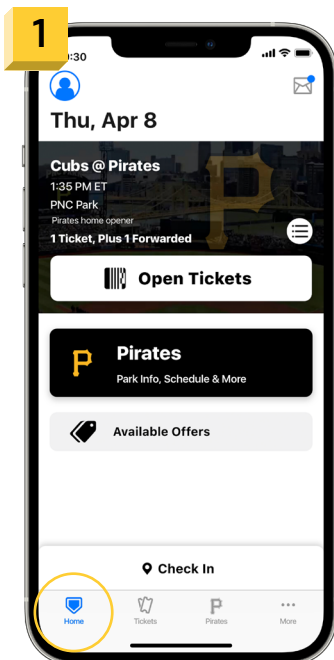 1
:30
Thu, Apr 8
Cubs @ Pirates
1:35 PM ET
PNC Park
Pirates home opener
1 Ticket, Plus 1 Forwarded
P
Open Tickets
P
Pirates
Park Info, Schedule & More
Available Offers
Check In
P
Home
Tickets
Pirates
More